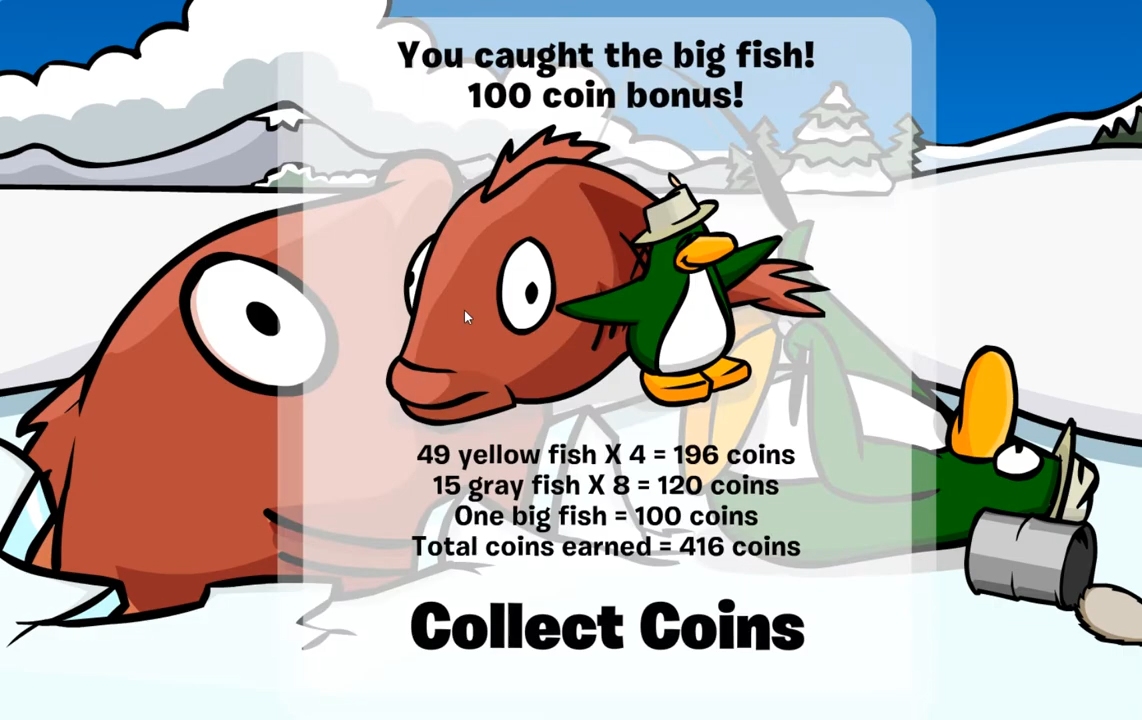 You caught the big fish!
100 coin bonus!
49 yellow fish X 4 = 196 coins
15 gray fish X 8 = 120 coins
One big fish = 100 coins
Total coins earned = 416 coins
Collect Coins